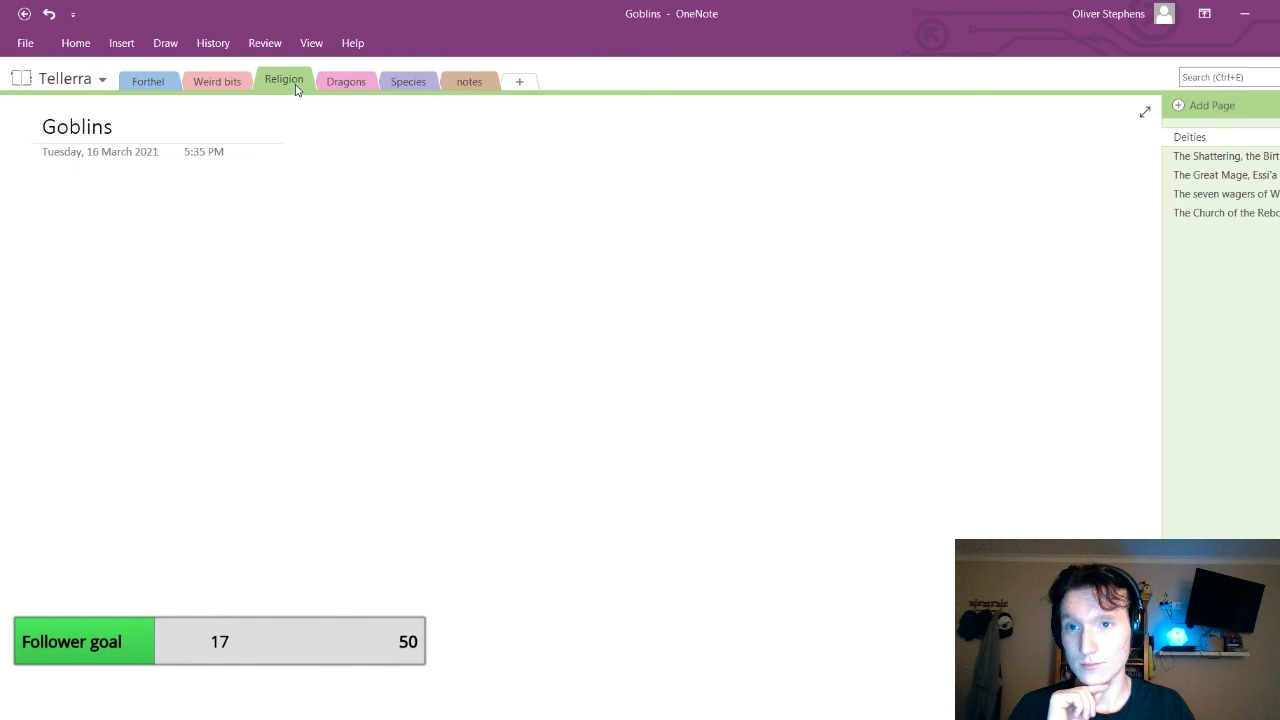 Goblins - OneNote
Oliver Stephens
File Home Insert Draw History Review View Help
Tellerra
Forthel Weird bits Religion Dragons Species notes +
Search (Ctrl+E)
Goblins
Tuesday, 16 March 2021 5:35 PM
Add Page
Deities
The Shattering, the Birt
The Great Mage, Essi'a
The seven wagers of W
The Church of the Rebo
Follower goal 17 50